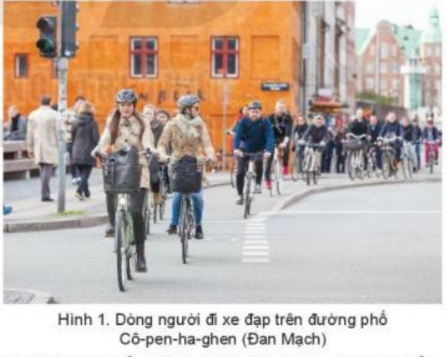 Hình 1. Dòng người đi xe đạp trên đường phố
Cô-pen-ha-ghen (Đan Mạch)